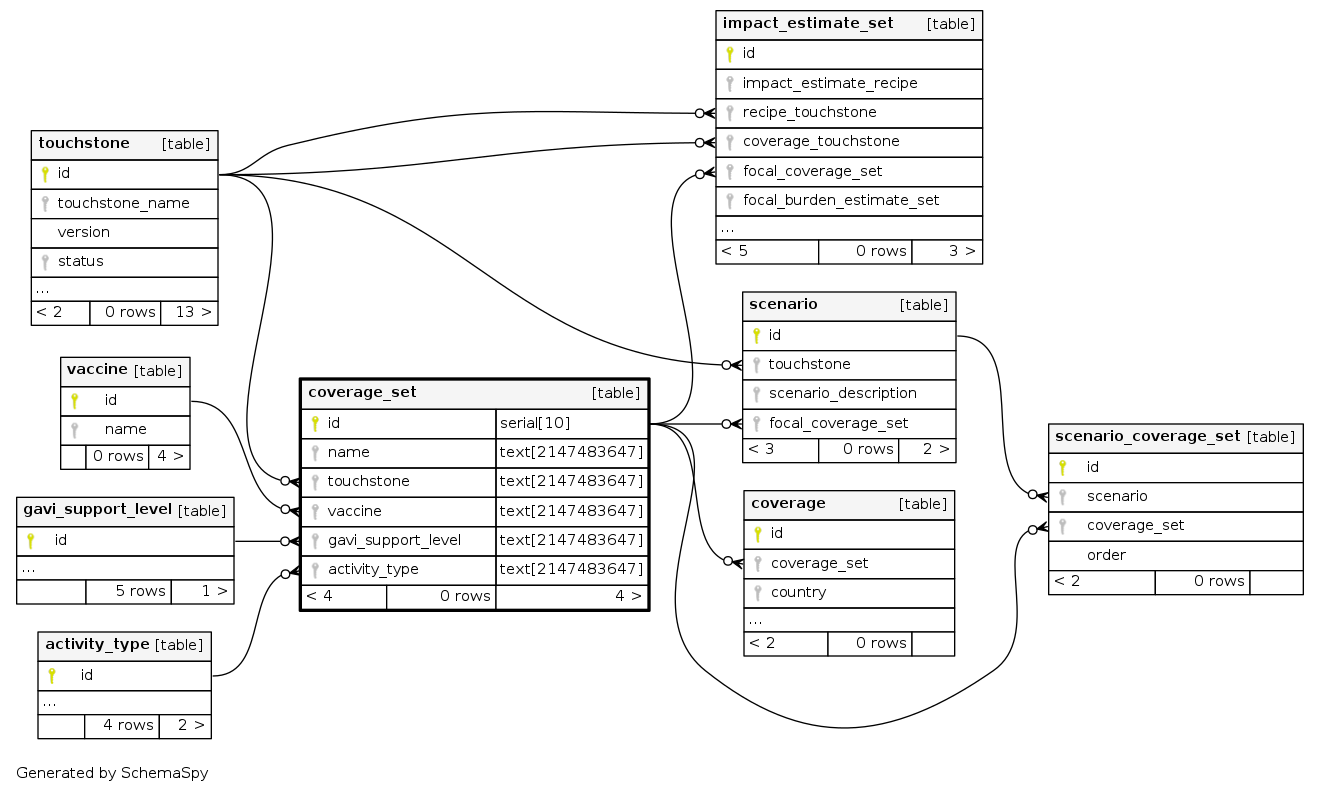 impact_estimate_set [table]
id
impact_estimate_recipe
recipe_touchstone
coverage_touchstone
focal_coverage_set
focal_burden_estimate_set
...
< 5 0 rows 3 >
touchstone [table]
id
touchstone_name
version
status
...
< 2 0 rows 13 >
vaccine [table]
id
name
0 rows 4 >
gavi_support_level [table]
id
...
5 rows 1 >
activity_type [table]
id
...
4 rows 2 >
coverage_set [table]
id serial[10]
name text[2147483647]
touchstone text[2147483647]
vaccine text[2147483647]
gavi_support_level text[2147483647]
activity_type text[2147483647]
< 4 0 rows 4 >
scenario [table]
id
touchstone
scenario_description
focal_coverage_set
< 3 0 rows 2 >
coverage [table]
id
coverage_set
country
...
< 2 0 rows
scenario_coverage_set [table]
id
scenario
coverage_set
order
< 2 0 rows
Generated by SchemaSpy